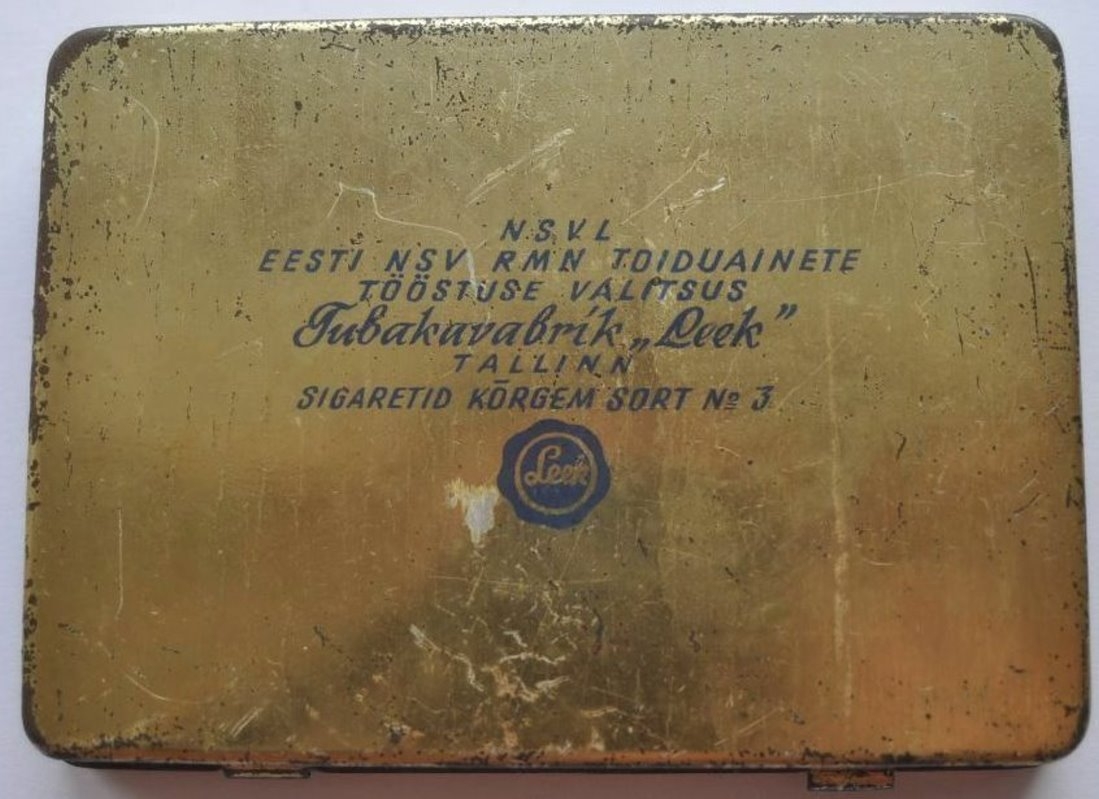 NSVL
EESTI NSV RMN TOIDUAINETE
TÖÖSTUSE VALITSUS
Tubakavabrik „Leek”
TALLINN
SIGARETID KÕRGEM SORT № 3
Leek